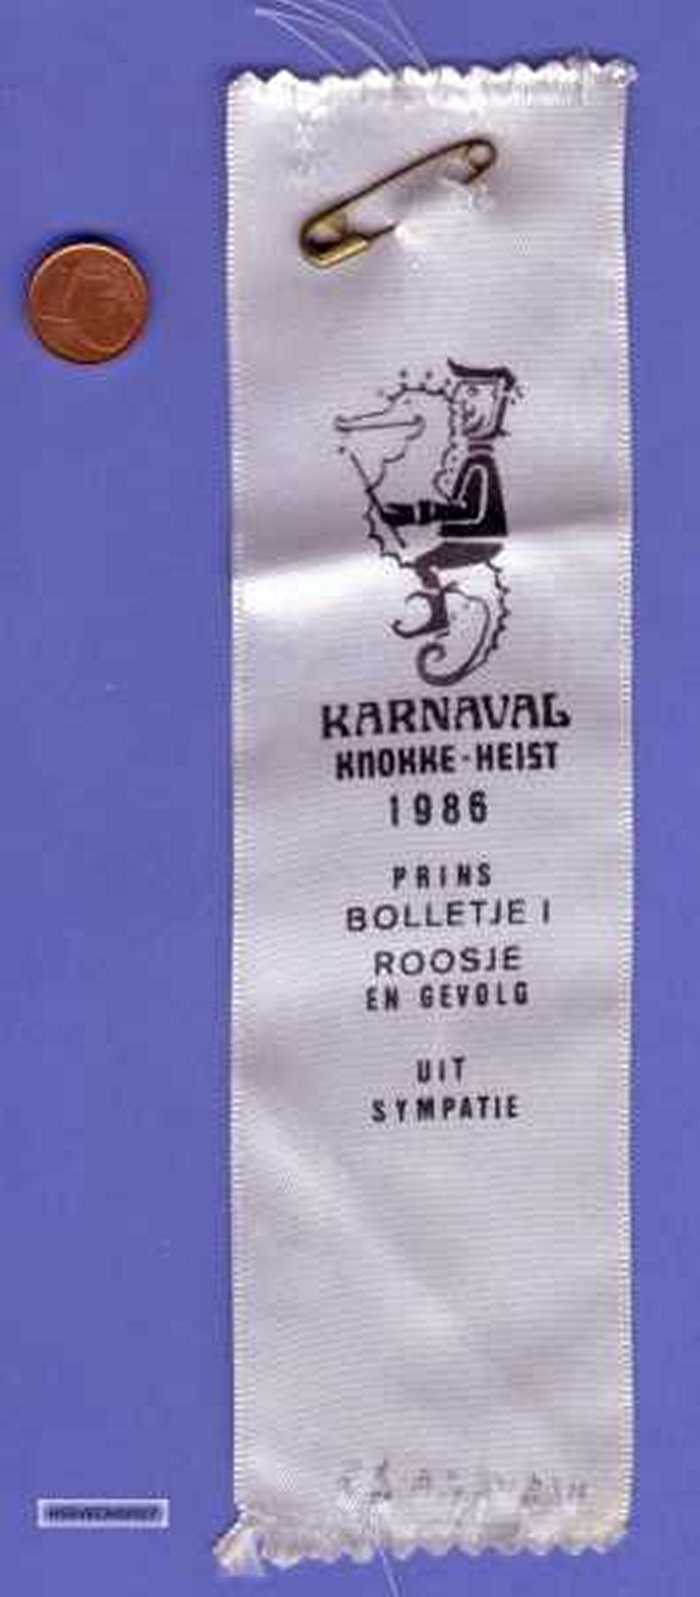 KARNAVAL
KNOKKE-HEIST
1986
PRINS
BOLLETJE I
ROOSJE
EN GEVOLG
UIT
SYMPATIE